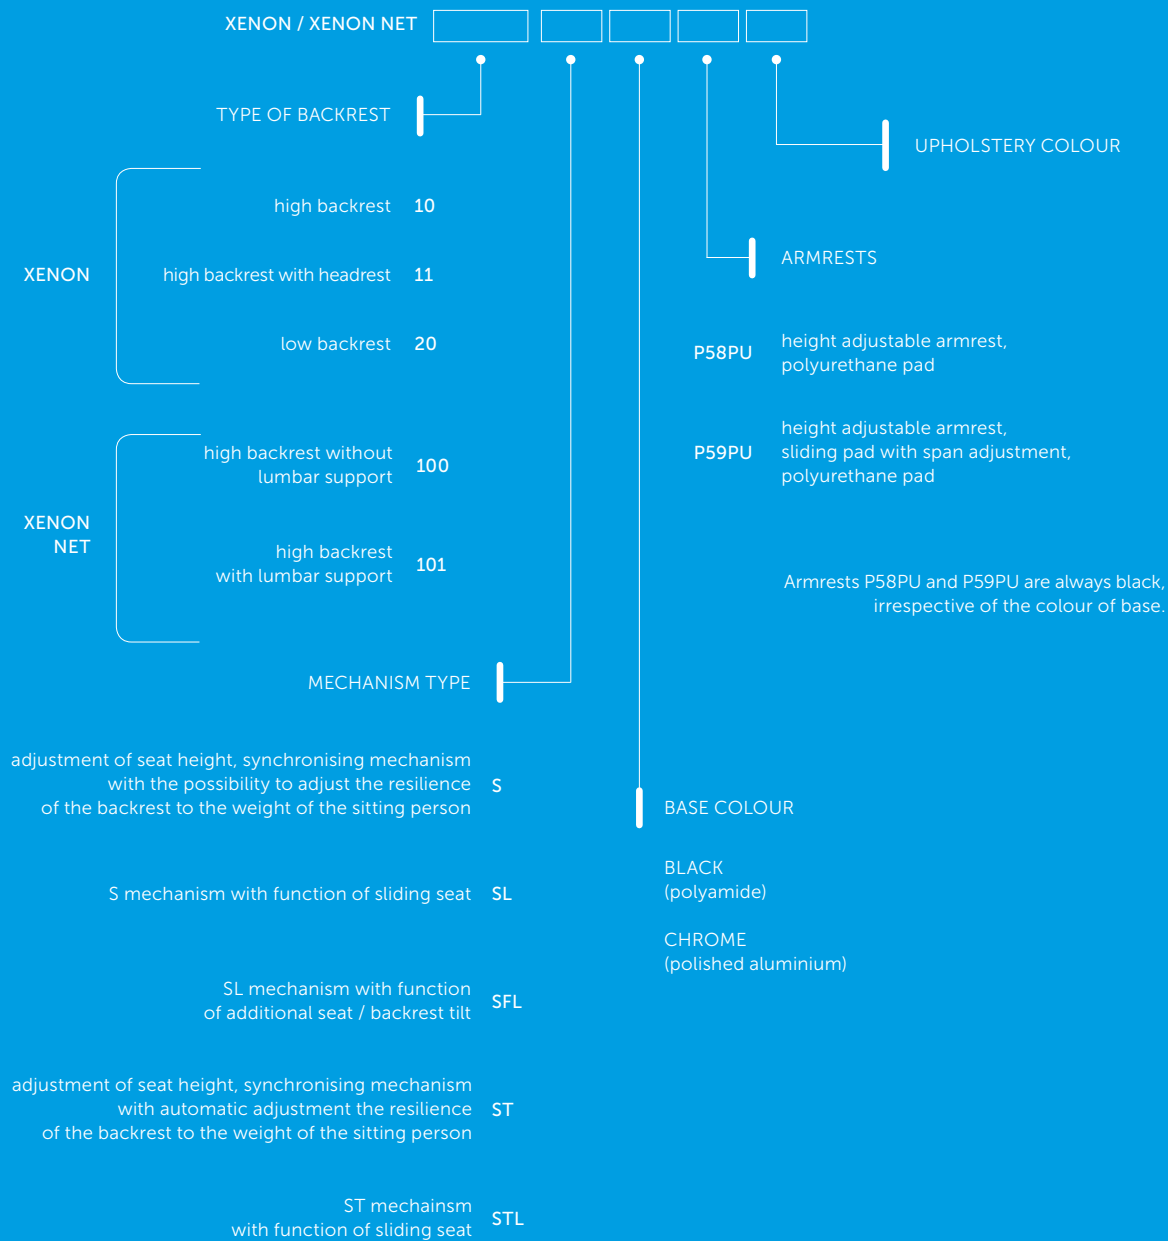 XENON / XENON NET
TYPE OF BACKREST
XENON
high backrest 10
high backrest with headrest 11
low backrest 20
XENON
NET
high backrest without
lumbar support 100
high backrest
with lumbar support 101
MECHANISM TYPE
adjustment of seat height, synchronising mechanism
with the possibility to adjust the resilience
of the backrest to the weight of the sitting person
S
S mechanism with function of sliding seat SL
SL mechanism with function
of additional seat / backrest tilt
SFL
adjustment of seat height, synchronising mechanism
with automatic adjustment the resilience
of the backrest to the weight of the sitting person
ST
ST mechainsm
with function of sliding seat
STL
BASE COLOUR
BLACK
(polyamide)
CHROME
(polished aluminium)
ARMRESTS
P58PU
height adjustable armrest,
polyurethane pad
P59PU
height adjustable armrest,
sliding pad with span adjustment,
polyurethane pad
Armrests P58PU and P59PU are always black,
irrespective of the colour of base.
UPHOLSTERY COLOUR